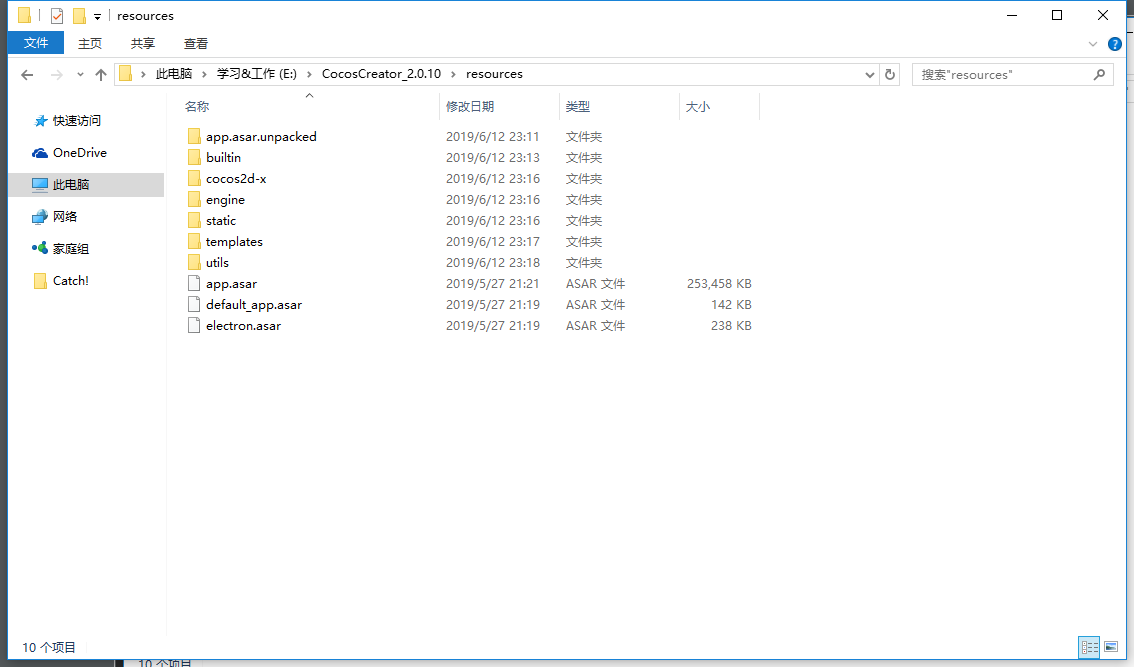 resources
文件 主页 共享 查看
此电脑 学习&工作 (E:) CocosCreator_2.0.10 resources 搜索"resources"
名称 修改日期 类型 大小
快速访问
OneDrive
此电脑
网络
家庭组
Catch!
app.asar.unpacked 2019/6/12 23:11 文件夹
builtin 2019/6/12 23:13 文件夹
cocos2d-x 2019/6/12 23:16 文件夹
engine 2019/6/12 23:16 文件夹
static 2019/6/12 23:16 文件夹
templates 2019/6/12 23:17 文件夹
utils 2019/6/12 23:18 文件夹
app.asar 2019/5/27 21:21 ASAR 文件 253,458 KB
default_app.asar 2019/5/27 21:19 ASAR 文件 142 KB
electron.asar 2019/5/27 21:19 ASAR 文件 238 KB
10 个项目
10 个项目